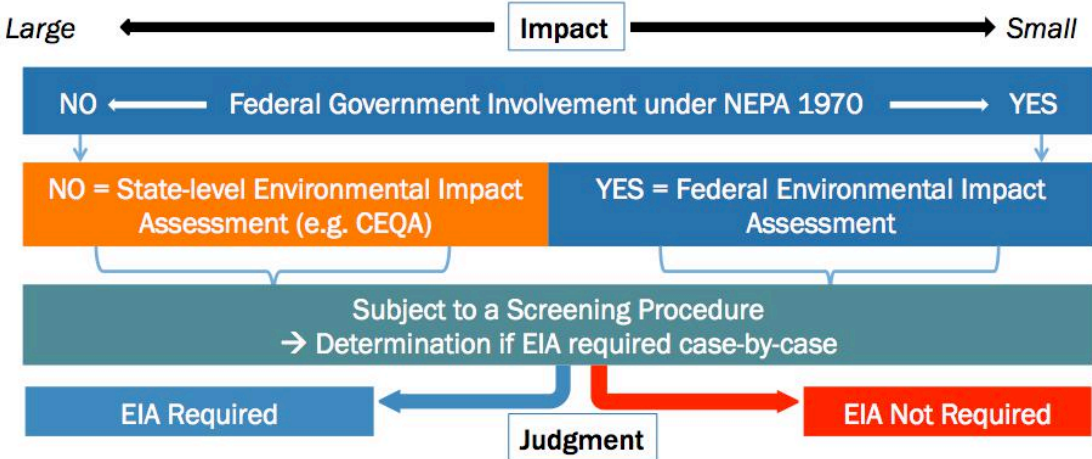 Large Impact Small
NO Federal Government Involvement under NEPA 1970 YES
NO = State-level Environmental Impact
Assessment (e.g. CEQA)
YES = Federal Environmental Impact
Assessment
Subject to a Screening Procedure
→ Determination if EIA required case-by-case
EIA Required
EIA Not Required
Judgment